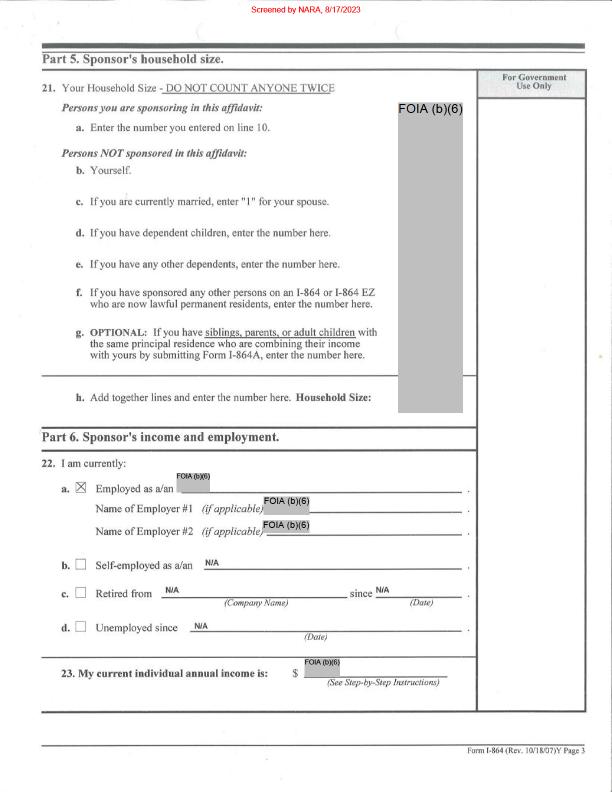 Screened by NARA, 8/17/2023
Part 5. Sponsor's household size.
For Government
Use Only
21. Your Household Size - DO NOT COUNT ANYONE TWICE
Persons you are sponsoring in this affidavit:
FOIA (b)(6)
a. Enter the number you entered on line 10.
Persons NOT sponsored in this affidavit:
b. Yourself.
c. If you are currently married, enter "1" for your spouse.
d. If you have dependent children, enter the number here.
e. If you have any other dependents, enter the number here.
f. If you have sponsored any other persons on an I-864 or I-864 EZ
who are now lawful permanent residents, enter the number here.
g. OPTIONAL: If you have siblings, parents, or adult children with
the same principal residence who are combining their income
with yours by submitting Form I-864A, enter the number here.
h. Add together lines and enter the number here. Household Size:
Part 6. Sponsor's income and employment.
22. I am currently:
a. Employed as a/an FOIA (b)(6) .
Name of Employer #1 (if applicable) FOIA (b)(6) .
Name of Employer #2 (if applicable) FOIA (b)(6) .
b. Self-employed as a/an N/A .
c. Retired from N/A since N/A .
(Company Name) (Date)
d. Unemployed since N/A .
(Date)
23. My current individual annual income is: $ FOIA (b)(6)
(See Step-by-Step Instructions)
Form I-864 (Rev. 10/18/07)Y Page 3